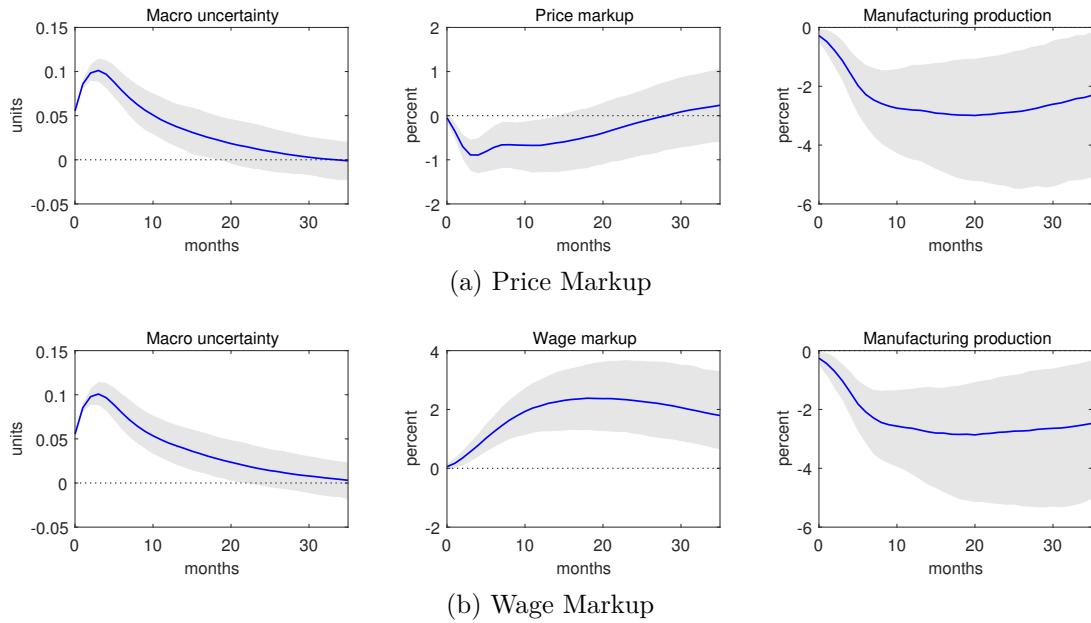 Macro uncertainty
0.15
0.1
0.05
0
-0.05
units
0 10 20 30
months
Price markup
2
1
0
-1
-2
percent
0 10 20 30
months
Manufacturing production
0
-2
-4
-6
percent
0 10 20 30
months
(a) Price Markup
Macro uncertainty
0.15
0.1
0.05
0
-0.05
units
0 10 20 30
months
Wage markup
4
2
0
-2
percent
0 10 20 30
months
Manufacturing production
0
-2
-4
-6
percent
0 10 20 30
months
(b) Wage Markup